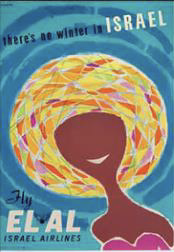 there's no winter in ISRAEL
Fly
EL AL
ISRAEL AIRLINES